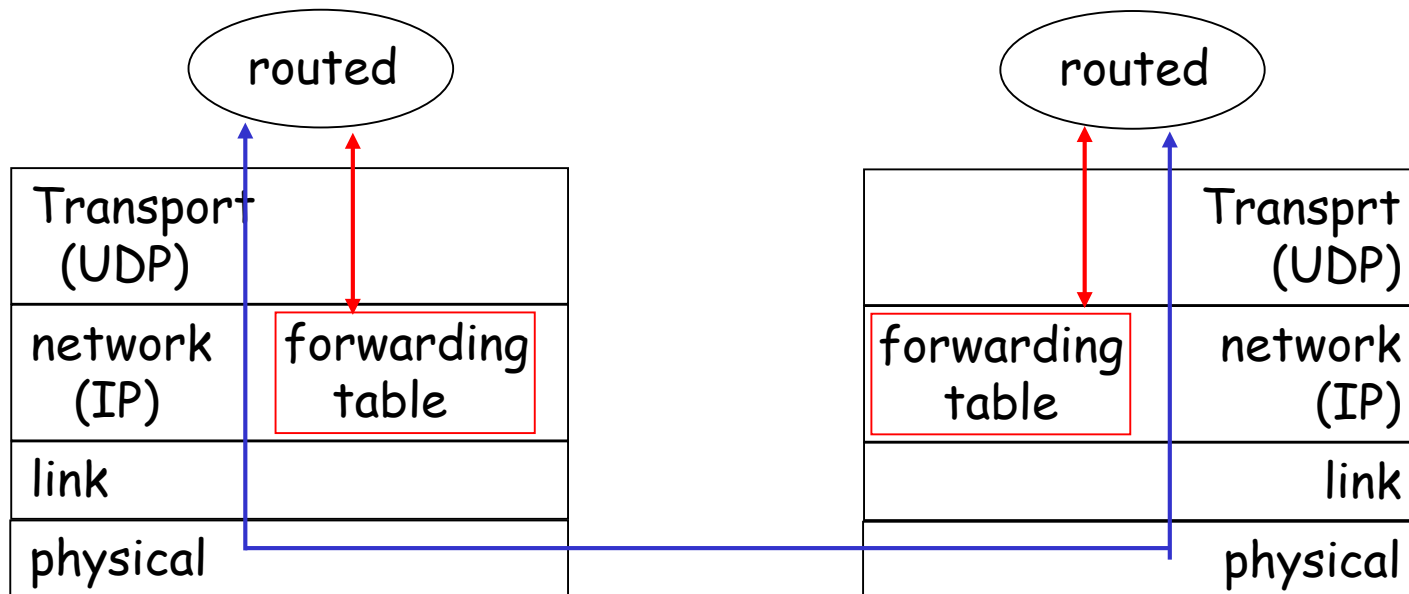 routed
Transport
(UDP)
network
(IP)
forwarding
table
link
physical
routed
Transprt
(UDP)
forwarding
table
network
(IP)
link
physical